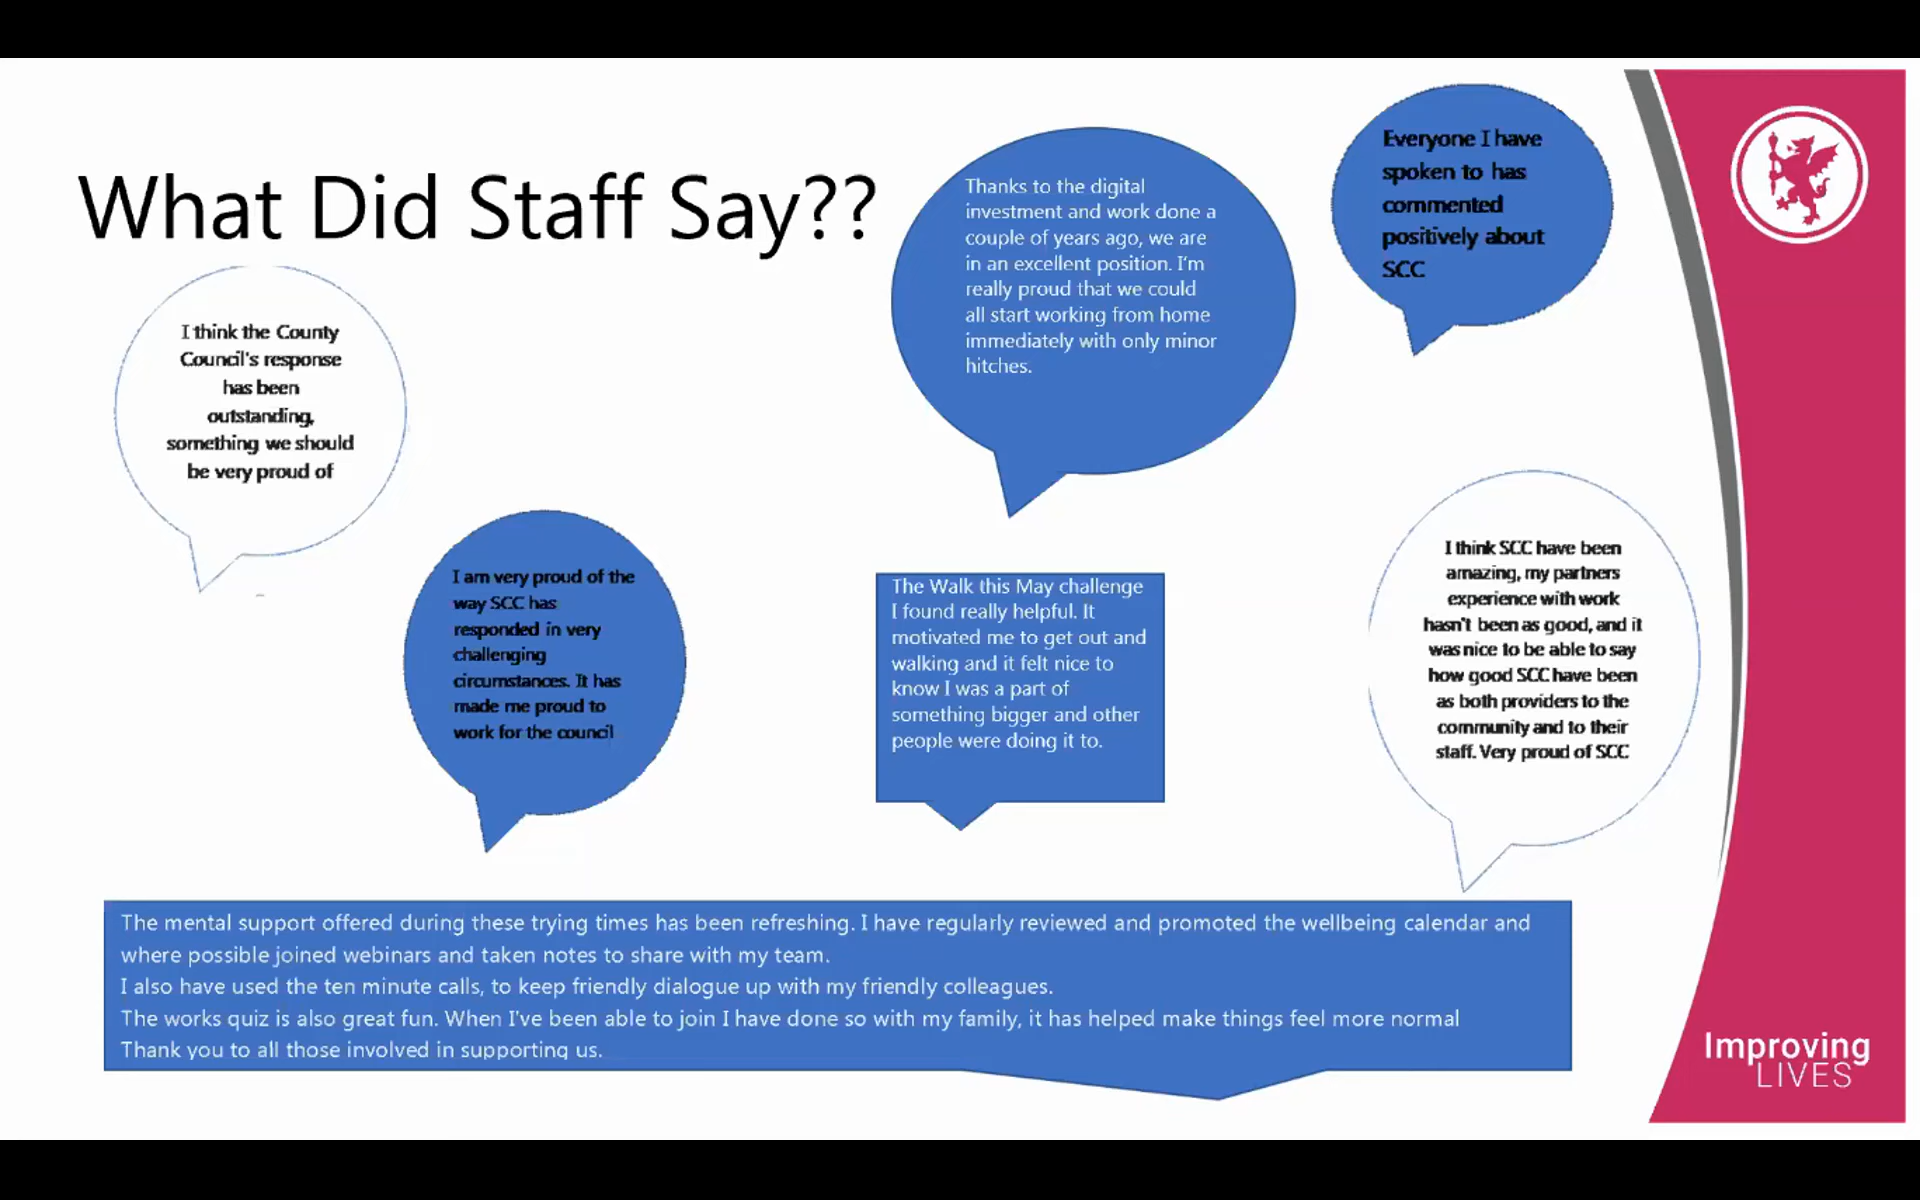 What Did Staff Say??
I think the County
Council's response
has been
outstanding,
something we should
be very proud of
I am very proud of the
way SCC has
responded in very
challenging
circumstances. It has
made me proud to
work for the council
Thanks to the digital
investment and work done a
couple of years ago, we are
in an excellent position. I'm
really proud that we could
all start working from home
immediately with only minor
hitches.
Everyone I have
spoken to has
commented
positively about
SCC
The Walk this May challenge
I found really helpful. It
motivated me to get out and
walking and it felt nice to
know I was a part of
something bigger and other
people were doing it to.
I think SCC have been
amazing, my partners
experience with work
hasn't been as good, and it
was nice to be able to say
how good SCC have been
as both providers to the
community and to their
staff. Very proud of SCC
The mental support offered during these trying times has been refreshing. I have regularly reviewed and promoted the wellbeing calendar and
where possible joined webinars and taken notes to share with my team.
I also have used the ten minute calls, to keep friendly dialogue up with my friendly colleagues.
The works quiz is also great fun. When I've been able to join I have done so with my family, it has helped make things feel more normal
Thank you to all those involved in supporting us.
Improving
LIVES